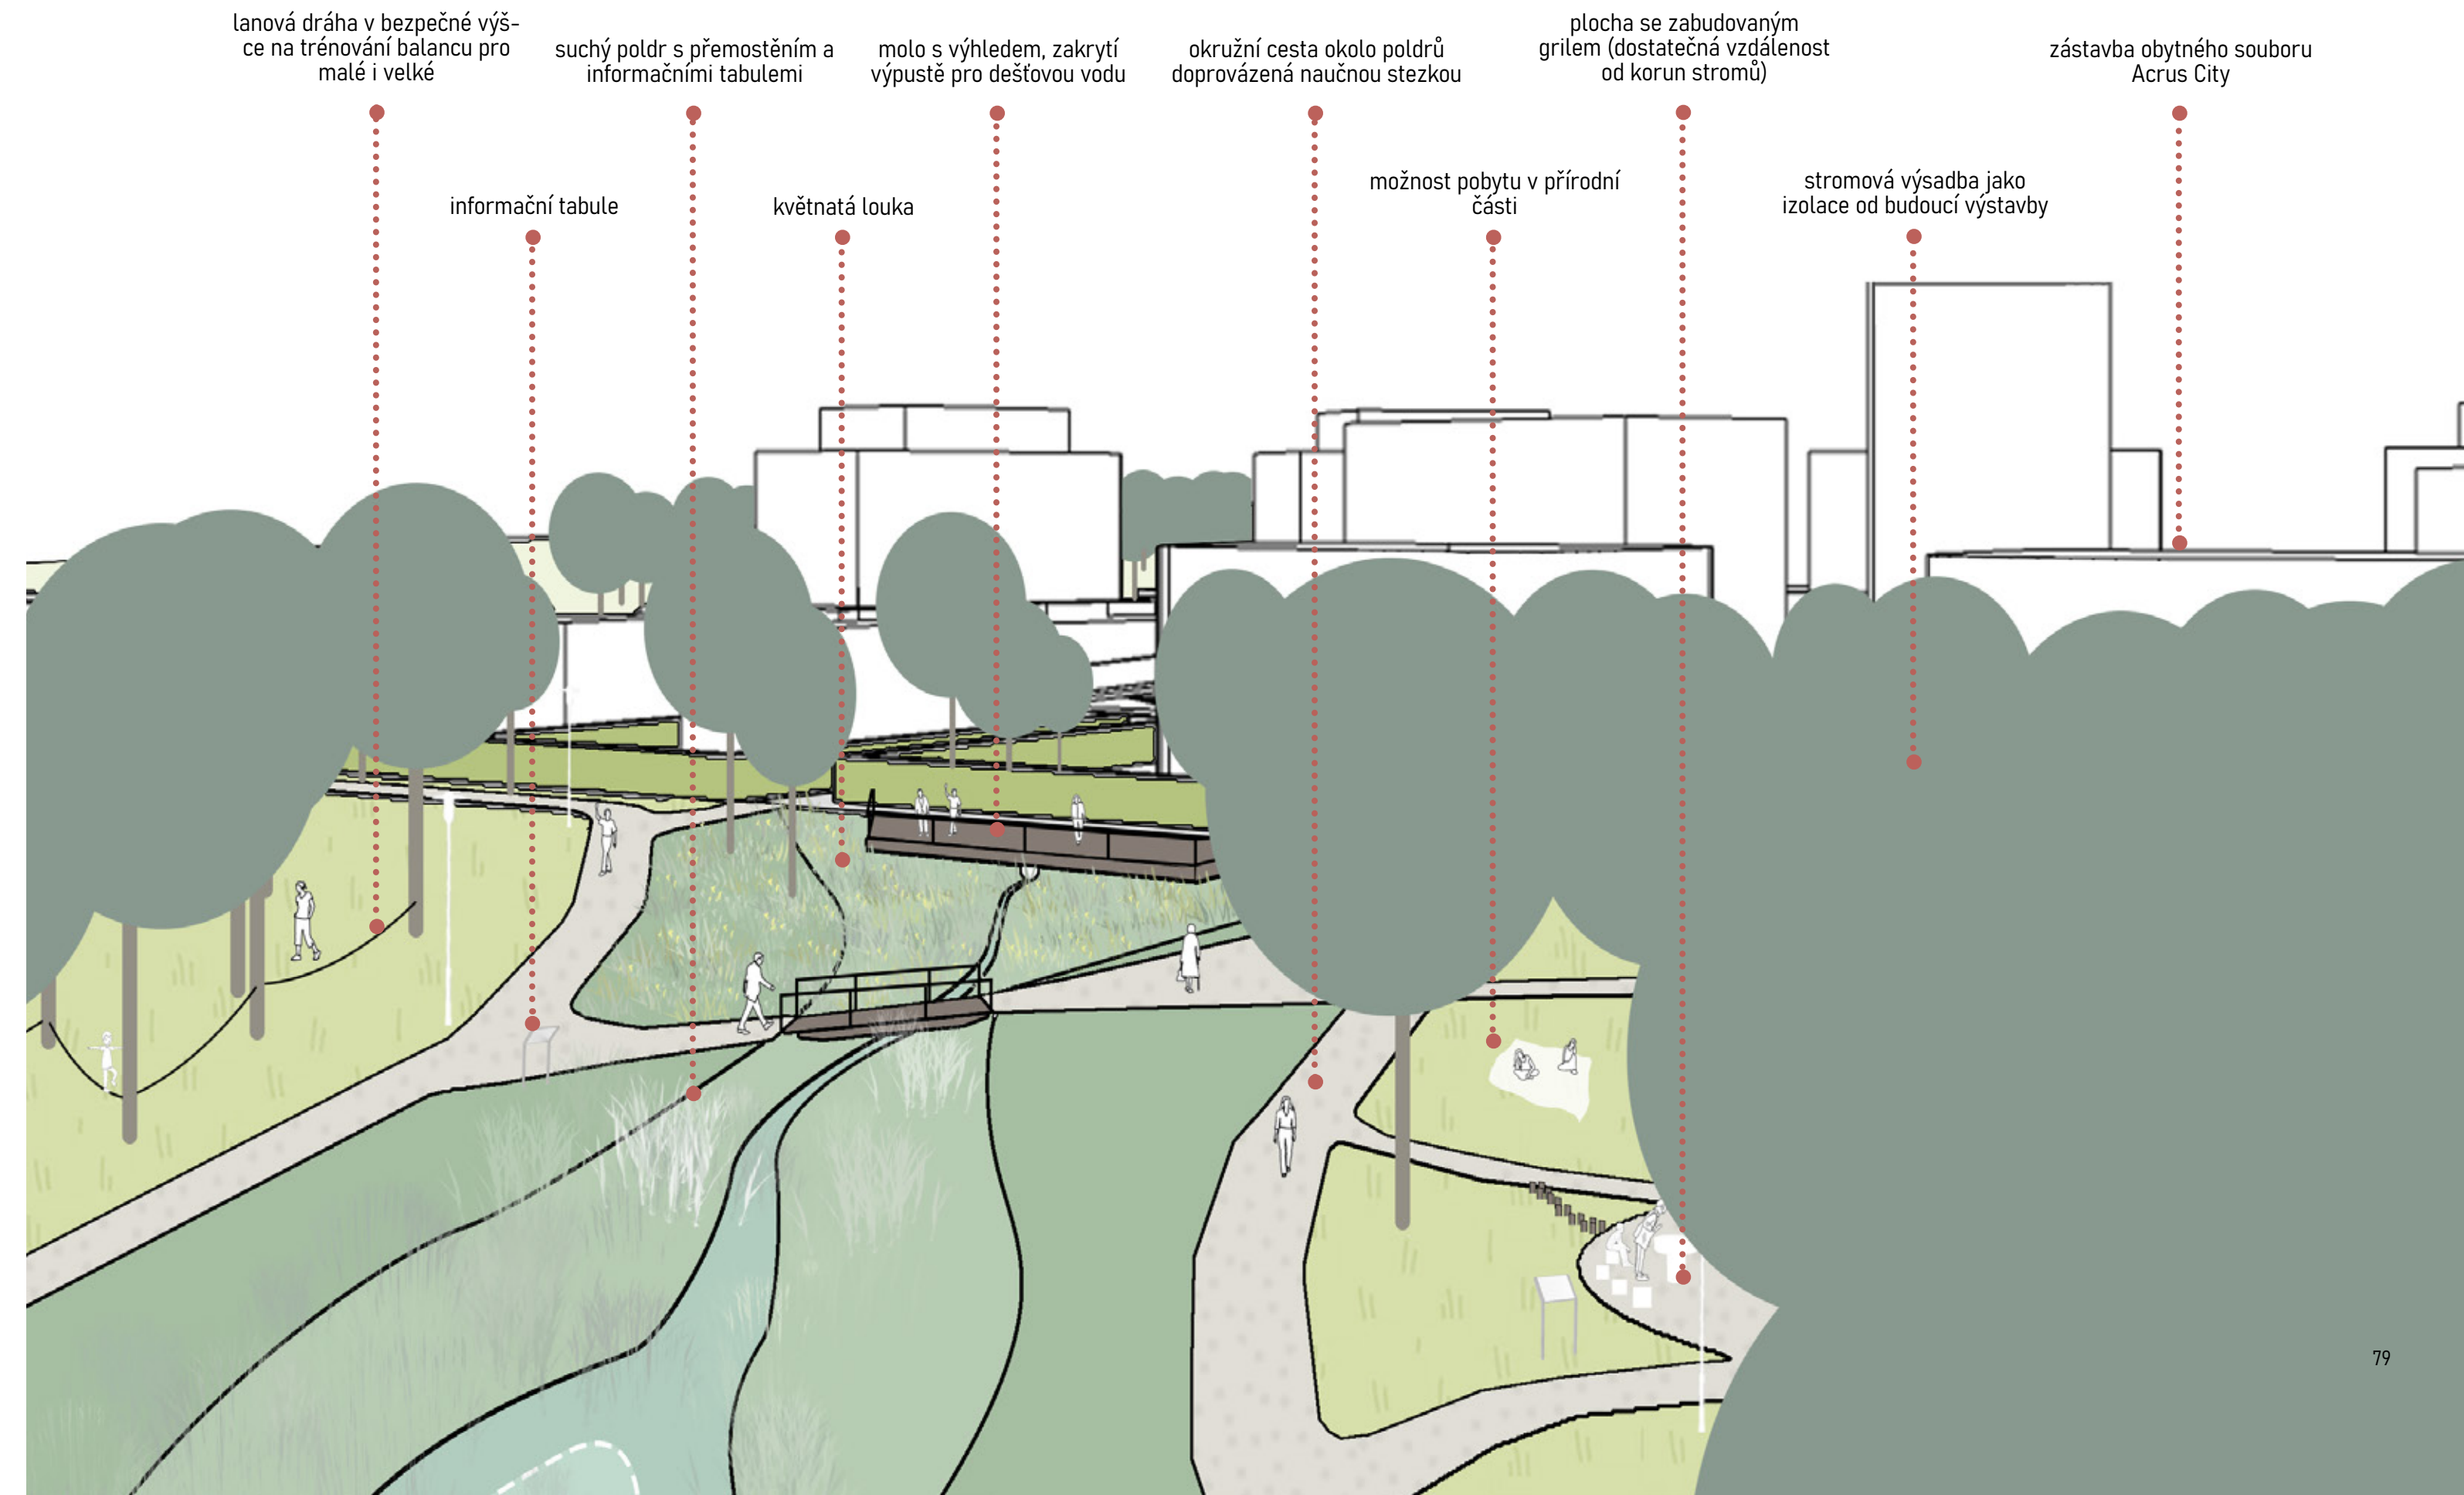 lanová dráha v bezpečné výš-
ce na trénování balancu pro
malé i velké
suchý poldr s přemostěním a
informačními tabulemi
molo s výhledem, zakrytí
výpustě pro dešťovou vodu
okružní cesta okolo poldrů
doprovázená naučnou stezkou
plocha se zabudovaným
grilem (dostatečná vzdálenost
od korun stromů)
zástavba obytného souboru
Acrus City
informační tabule
květnatá louka
možnost pobytu v přírodní
části
stromová výsadba jako
izolace od budoucí výstavby
79